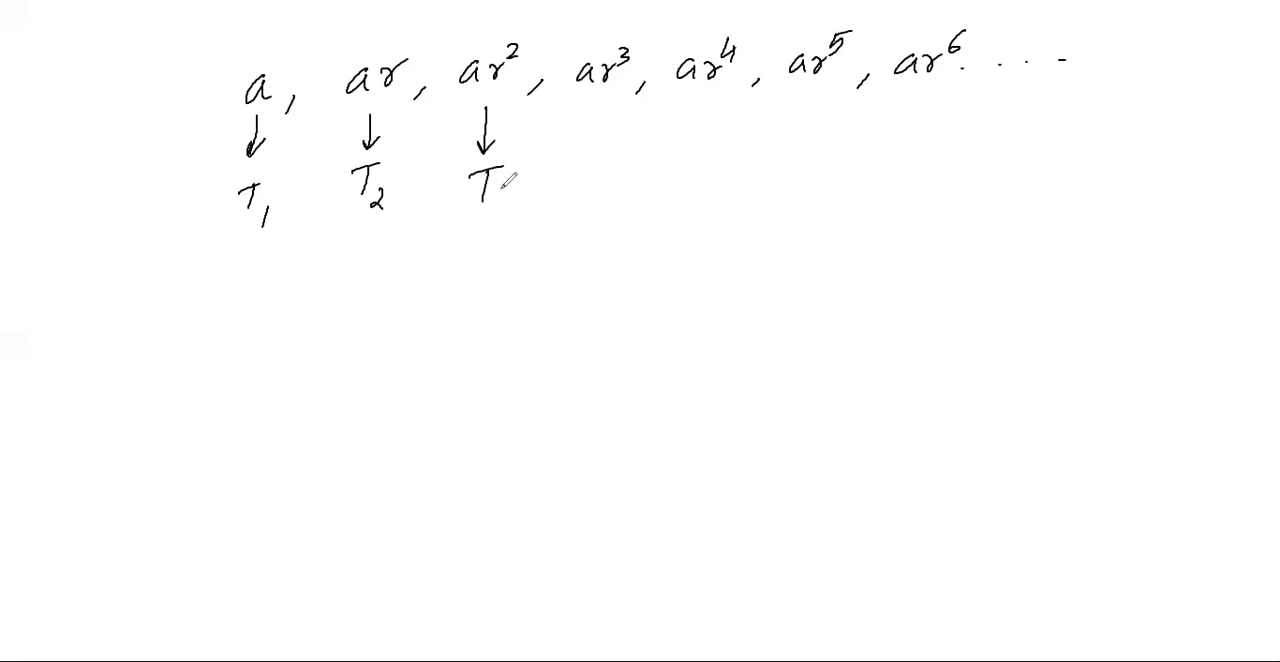 a, ar, ar², ar³, ar⁴, ar⁵, ar⁶ . . . . -
↓ ↓ ↓
T₁ T₂ T